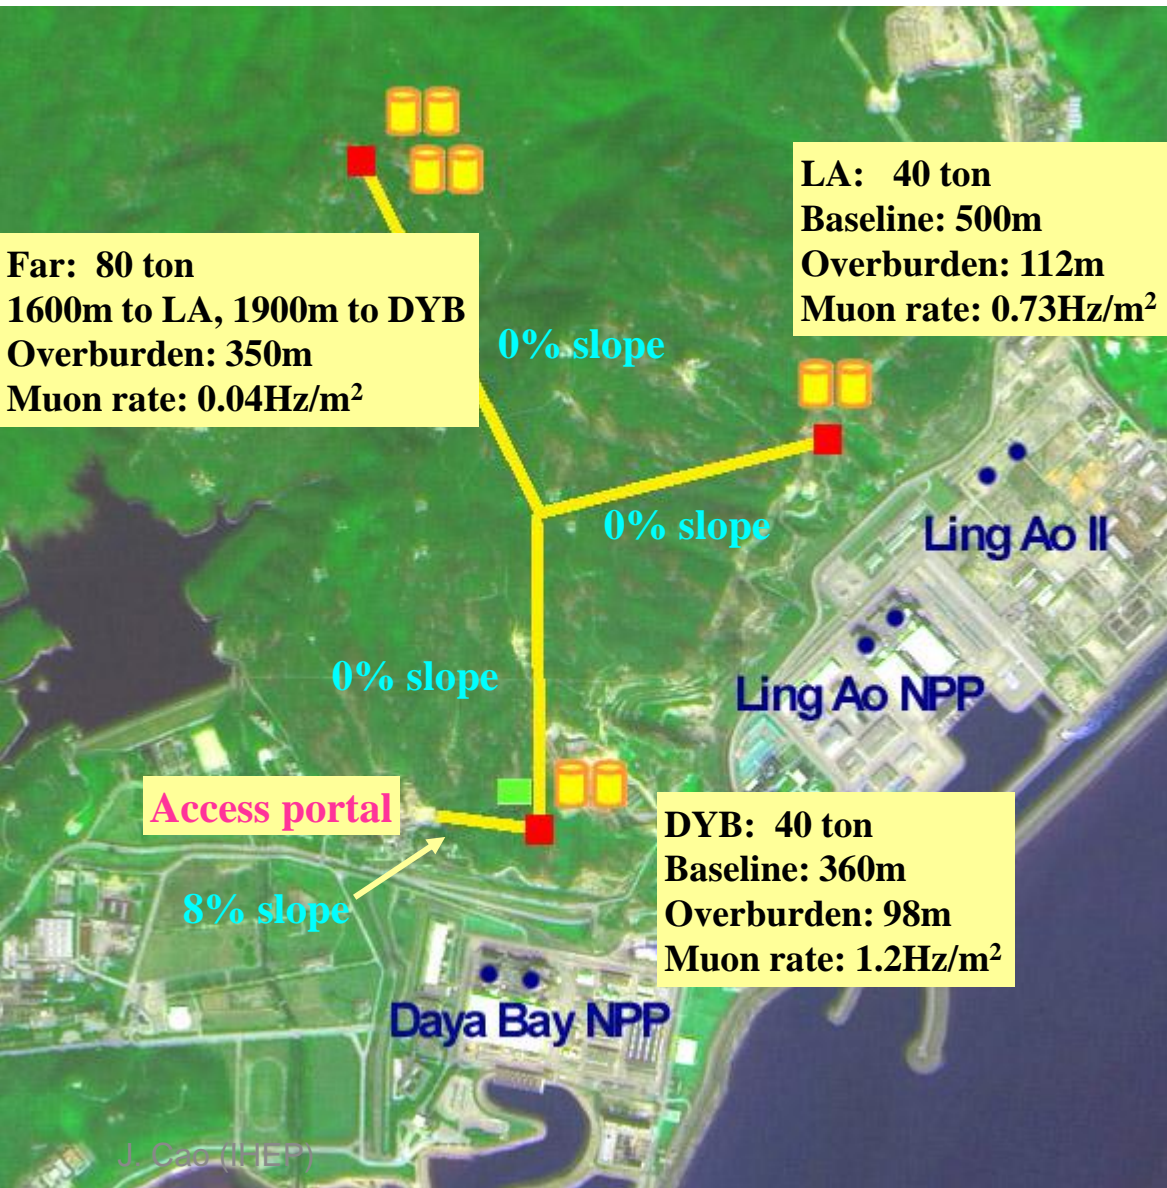 LA: 40 ton
Baseline: 500m
Overburden: 112m
Muon rate: 0.73Hz/m²
Far: 80 ton
1600m to LA, 1900m to DYB
Overburden: 350m
Muon rate: 0.04Hz/m²
0% slope
0% slope
Ling Ao II
0% slope
Ling Ao NPP
Access portal
DYB: 40 ton
Baseline: 360m
Overburden: 98m
Muon rate: 1.2Hz/m²
8% slope
Daya Bay NPP
J. Cao (IHEP)